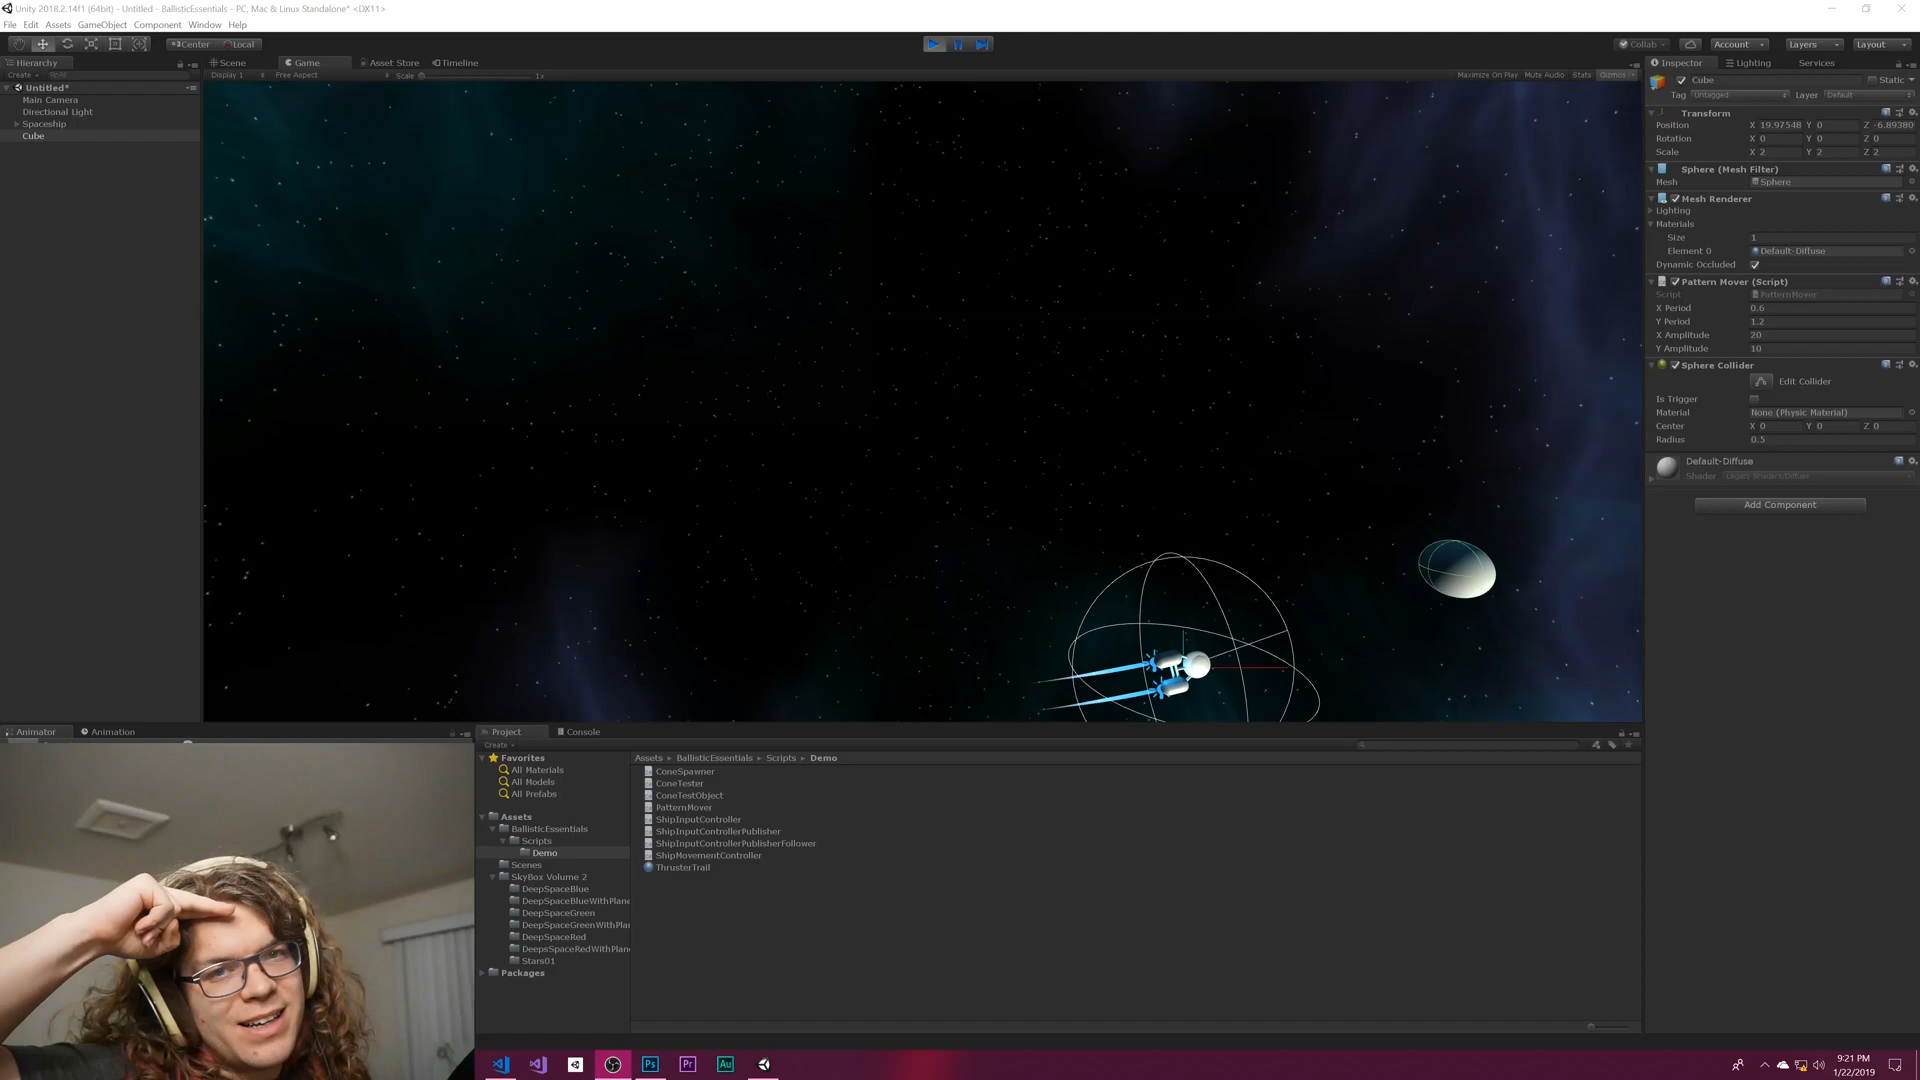 Unity 2018.2.14f1 (64bit) - Untitled - BallisticEssentials - PC, Mac & Linux Standalone* <DX11>
File Edit Assets GameObject Component Window Help
Center Local
Collab Account Layers Layout
Hierarchy
Create
Untitled*
Main Camera
Directional Light
Spaceship
Cube
Scene Game Asset Store Timeline
Display 1 Free Aspect Scale 1x Maximize On Play Mute Audio Stats Gizmos
Inspector Lighting Services
Cube Static
Tag Untagged Layer Default
Transform
Position X 19.97548 Y 0 Z -6.89380
Rotation X 0 Y 0 Z 0
Scale X 2 Y 2 Z 2
Sphere (Mesh Filter)
Mesh Sphere
Mesh Renderer
Lighting
Materials
Size 1
Element 0 Default-Diffuse
Dynamic Occluded
Pattern Mover (Script)
Script PatternMover
X Period 0.6
Y Period 1.2
X Amplitude 20
Y Amplitude 10
Sphere Collider
Edit Collider
Is Trigger
Material None (Physic Material)
Center X 0 Y 0 Z 0
Radius 0.5
Default-Diffuse
Shader Legacy Shaders/Diffuse
Add Component
Animator Animation
Project Console
Create
Favorites
All Materials
All Models
All Prefabs
Assets
BallisticEssentials
Scripts
Demo
Scenes
SkyBox Volume 2
DeepSpaceBlue
DeepSpaceBlueWithPlane
DeepSpaceGreen
DeepSpaceGreenWithPlan
DeepSpaceRed
DeepsSpaceRedWithPlane
Stars01
Packages
Assets BallisticEssentials Scripts Demo
ConeSpawner
ConeTester
ConeTestObject
PatternMover
ShipInputController
ShipInputControllerPublisher
ShipInputControllerPublisherFollower
ShipMovementController
ThrusterTrail
Ps Pr Au
9:21 PM
1/22/2019